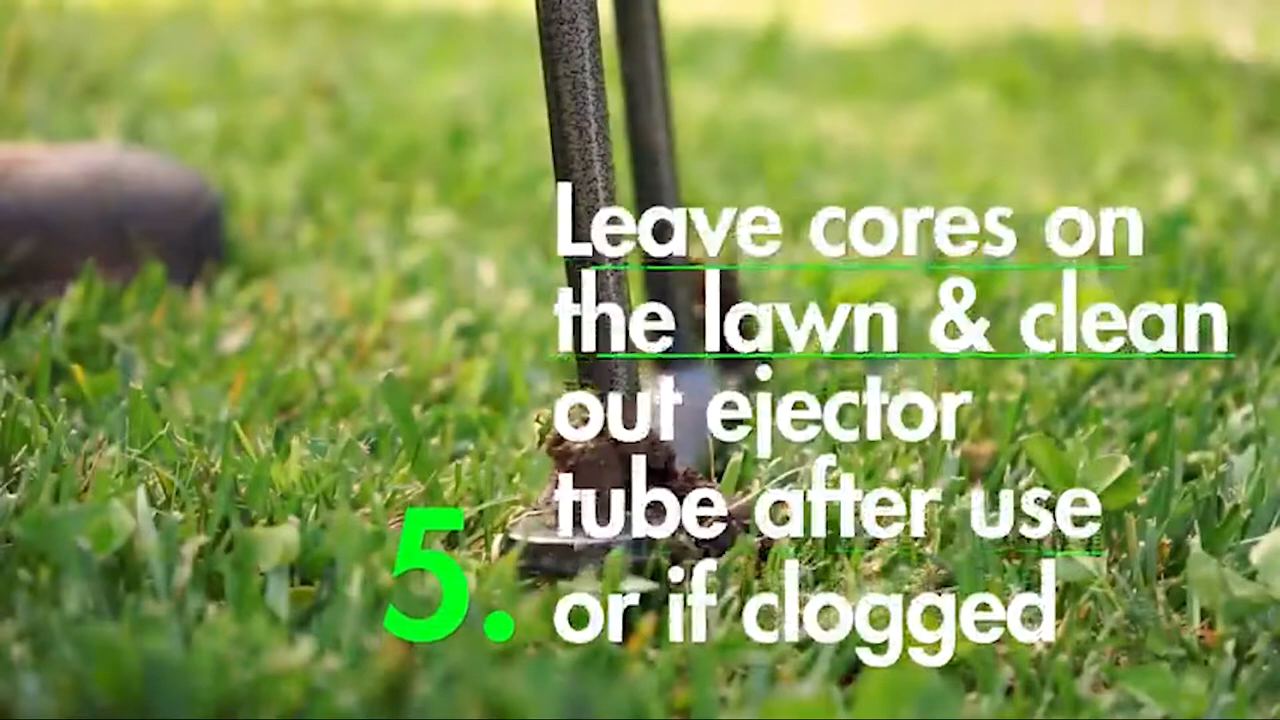 Leave cores on
the lawn & clean
out ejector
tube after use
5. or if clogged